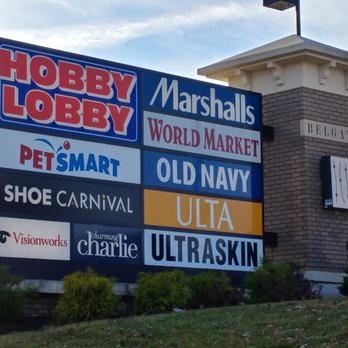 HOBBY
LOBBY
PETSMART
SHOE CARNIVAL
Visionworks
charming
charlie
Marshalls
WORLD MARKET
OLD NAVY
ULTA
ULTRASKIN
BELGA